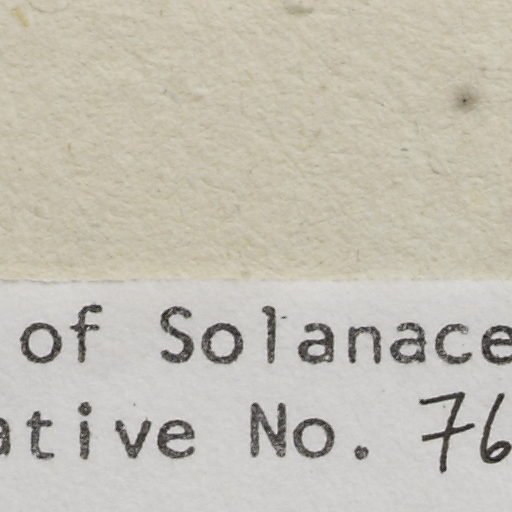 of Solanace
ative No. 76